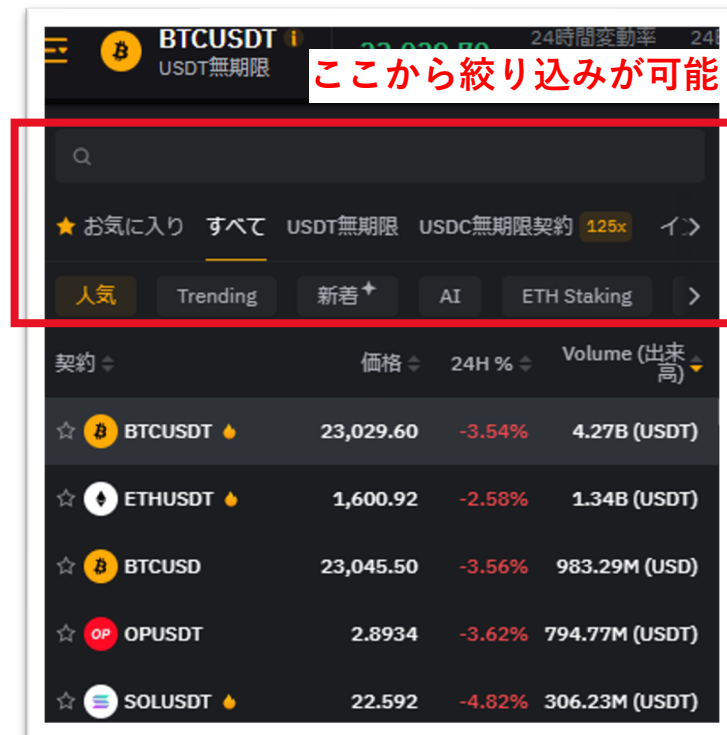 BTCUSDT
USDT無期限
24時間変動率
ここから絞り込みが可能
お気に入り すべて USDT無期限 USDC無期限契約 125x
人気 Trending 新着 AI ETH Staking
契約 価格 24H % Volume (出来高)
BTCUSDT 23,029.60 -3.54% 4.27B (USDT)
ETHUSDT 1,600.92 -2.58% 1.34B (USDT)
BTCUSD 23,045.50 -3.56% 983.29M (USD)
OP OPUSDT 2.8934 -3.62% 794.77M (USDT)
SOLUSDT 22.592 -4.82% 306.23M (USDT)